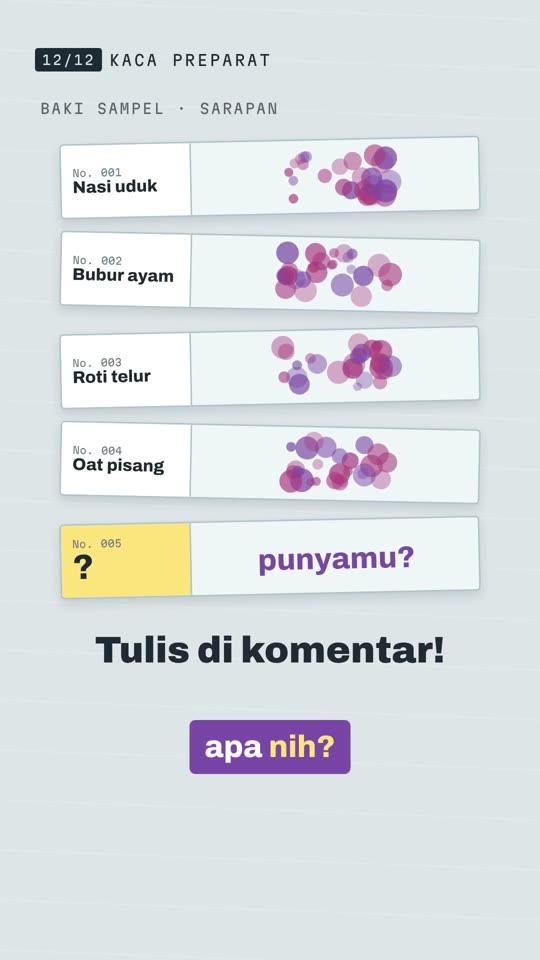 12/12 KACA PREPARAT
BAKI SAMPEL · SARAPAN
No. 001
Nasi uduk
No. 002
Bubur ayam
No. 003
Roti telur
No. 004
Oat pisang
No. 005
?
punyamu?
Tulis di komentar!
apa nih?